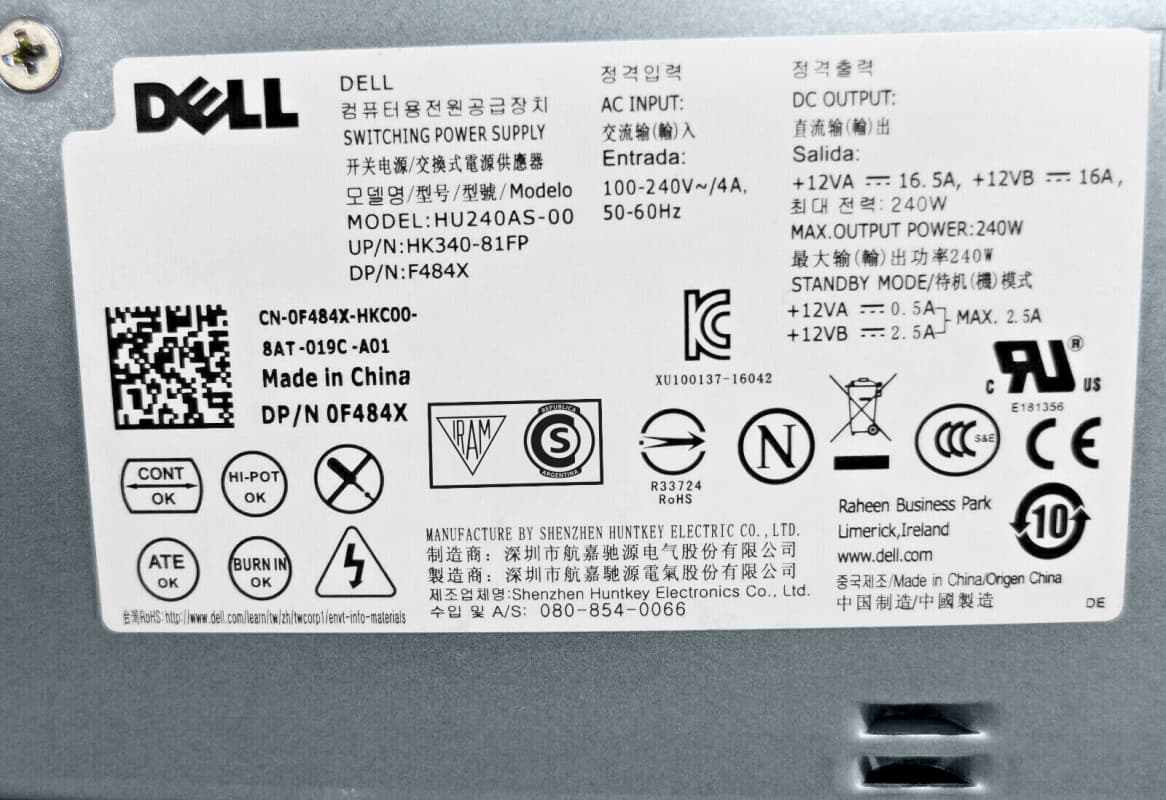 DELL
DELL
컴퓨터용전원공급장치
SWITCHING POWER SUPPLY
开关电源/交換式電源供應器
모델명/型号/型號/Modelo
MODEL:HU240AS-00
UP/N:HK340-81FP
DP/N:F484X
정격입력
AC INPUT:
交流输(輸)入
Entrada:
100-240V~/4A,
50-60Hz
정격출력
DC OUTPUT:
直流输(輸)出
Salida:
+12VA ⎓ 16.5A, +12VB ⎓ 16A,
최대 전력: 240W
MAX.OUTPUT POWER:240W
最大输(輸)出功率240W
STANDBY MODE/待机(機)模式
+12VA ⎓ 0.5A
+12VB ⎓ 2.5A
MAX. 2.5A
CN-0F484X-HKC00-
8AT-019C-A01
Made in China
DP/N 0F484X
XU100137-16042
c RU ® US
E181356
CONT
OK
HI-POT
OK
IRAM
REPUBLICA
S
ARGENTINA
R33724
RoHS
N
CCC S&E
CE
ATE
OK
BURN IN
OK
MANUFACTURE BY SHENZHEN HUNTKEY ELECTRIC CO.,LTD.
制造商：深圳市航嘉驰源电气股份有限公司
製造商：深圳市航嘉馳源電氣股份有限公司
제조업체명:Shenzhen Huntkey Electronics Co., Ltd.
수입 및 A/S: 080-854-0066
Raheen Business Park
Limerick,Ireland
www.dell.com
10
중국제조/Made in China/Origen China
中国制造/中國製造
DE
台灣RoHS: http://www.dell.com/learn/tw/zh/twcorp1/envt-info-materials